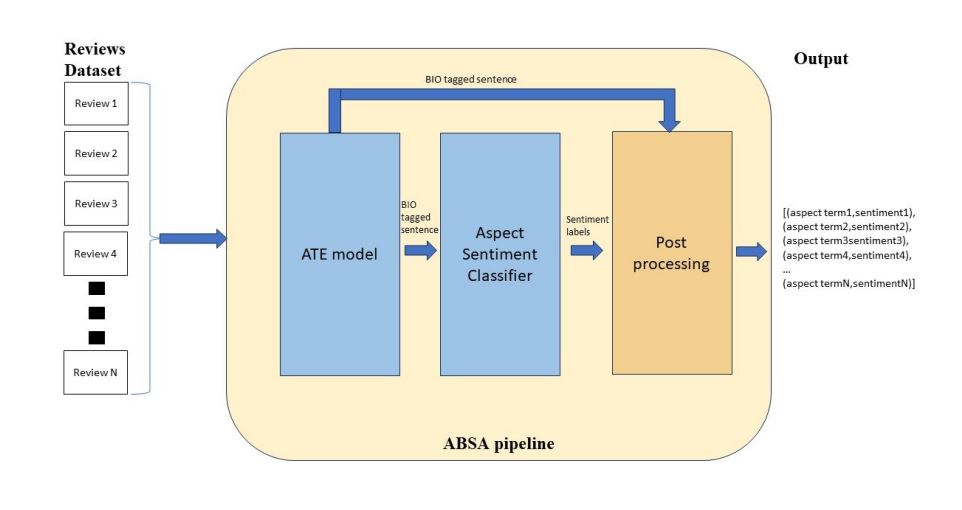 Reviews
Dataset
Review 1
Review 2
Review 3
Review 4
Review N
BIO tagged sentence
ATE model
BIO
tagged
sentence
Aspect
Sentiment
Classifier
Sentiment
labels
Post
processing
ABSA pipeline
Output
[(aspect term1,sentiment1),
(aspect term2,sentiment2),
(aspect term3sentiment3),
(aspect term4,sentiment4),
...
(aspect termN,sentimentN)]